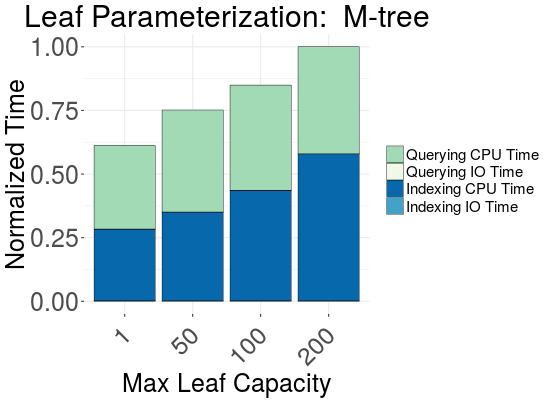 Leaf Parameterization:  M-tree
Normalized Time
1.00
0.75
0.50
0.25
0.00
1
50
100
200
Max Leaf Capacity
Querying CPU Time
Querying IO Time
Indexing CPU Time
Indexing IO Time